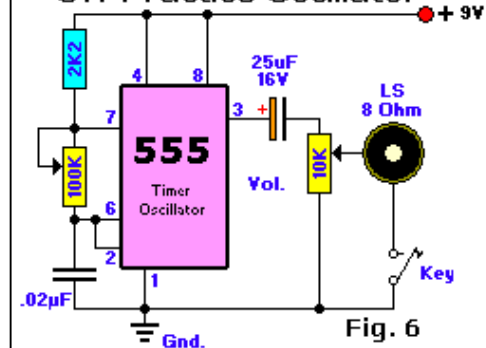 + 9V
2K2
4
8
25uF
16V
LS
8 Ohm
7
3
+
555
Timer
Oscillator
100K
10K
Vol.
6
2
.02µF
1
Key
Gnd.
Fig. 6